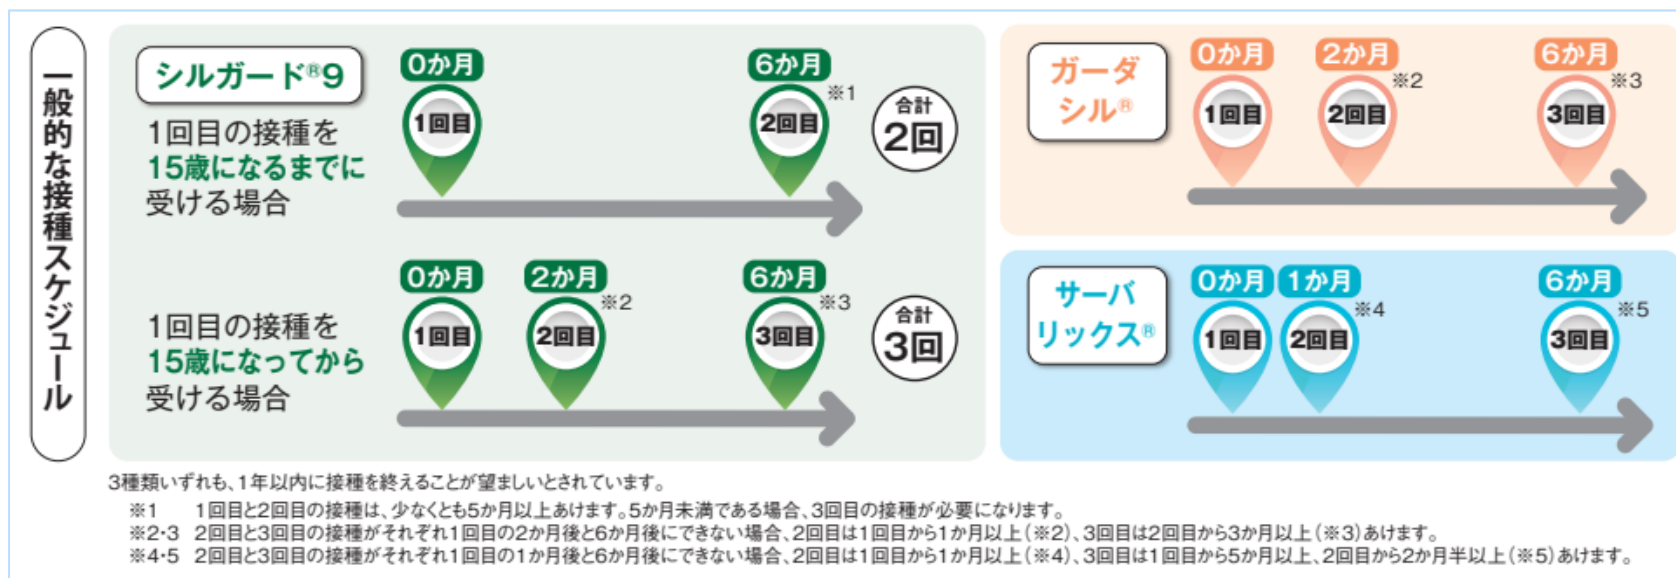 一般的な接種スケジュール
シルガード®9
1回目の接種を
15歳になるまでに
受ける場合
0か月
1回目
6か月
※1
2回目
合計
2回
1回目の接種を
15歳になってから
受ける場合
0か月
1回目
2か月
※2
2回目
6か月
※3
3回目
合計
3回
ガーダ
シル®
0か月
1回目
2か月
※2
2回目
6か月
※3
3回目
サーバ
リックス®
0か月
1回目
1か月
※4
2回目
6か月
※5
3回目
3種類いずれも、1年以内に接種を終えることが望ましいとされています。
※1 1回目と2回目の接種は、少なくとも5か月以上あけます。5か月未満である場合、3回目の接種が必要になります。
※2・3 2回目と3回目の接種がそれぞれ1回目の2か月後と6か月後にできない場合、2回目は1回目から1か月以上(※2)、3回目は2回目から3か月以上(※3)あけます。
※4・5 2回目と3回目の接種がそれぞれ1回目の1か月後と6か月後にできない場合、2回目は1回目から1か月以上(※4)、3回目は1回目から5か月以上、2回目から2か月半以上(※5)あけます。